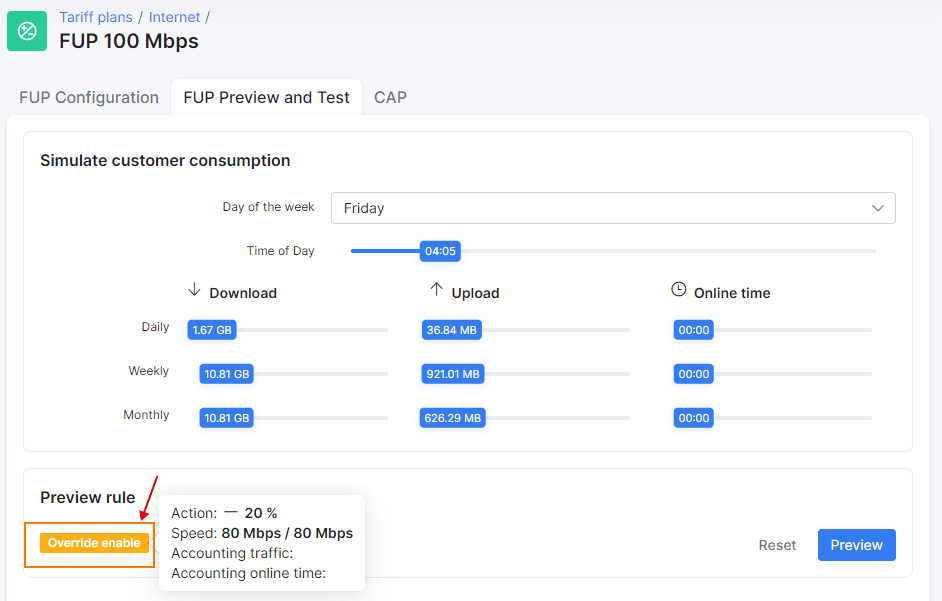 Tariff plans / Internet /
FUP 100 Mbps
FUP Configuration FUP Preview and Test CAP
Simulate customer consumption
Day of the week Friday
Time of Day 04:05
Download Upload Online time
Daily 1.67 GB 36.84 MB 00:00
Weekly 10.81 GB 921.01 MB 00:00
Monthly 10.81 GB 626.29 MB 00:00
Preview rule
Override enable
Action: — 20 %
Speed: 80 Mbps / 80 Mbps
Accounting traffic:
Accounting online time:
Reset Preview